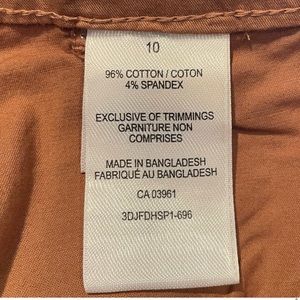 10
96% COTTON / COTON
4% SPANDEX
EXCLUSIVE OF TRIMMINGS
GARNITURE NON
COMPRISES
MADE IN BANGLADESH
FABRIQUÉ AU BANGLADESH
CA 03961
3DJFDHSP1-696